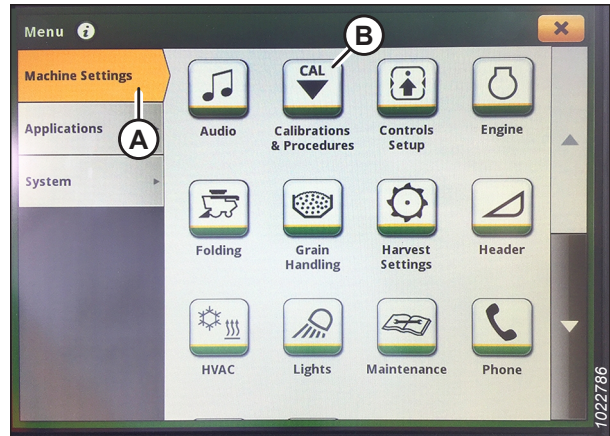 Menu i
B
Machine Settings
A
Applications
System
CAL
Audio
Calibrations
& Procedures
Controls
Setup
Engine
Folding
Grain
Handling
Harvest
Settings
Header
HVAC
Lights
Maintenance
Phone
1022786